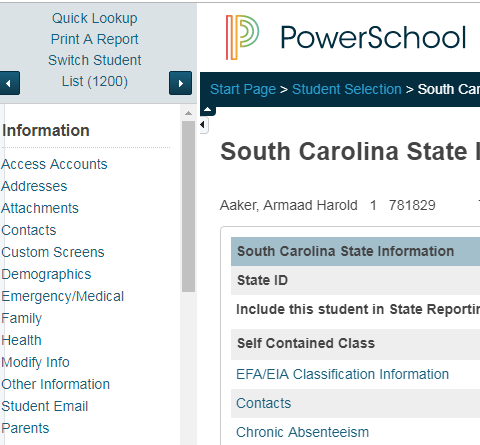 Quick Lookup
Print A Report
Switch Student
List (1200)
Information
Access Accounts
Addresses
Attachments
Contacts
Custom Screens
Demographics
Emergency/Medical
Family
Health
Modify Info
Other Information
Student Email
Parents
PowerSchool
Start Page > Student Selection > South Car
South Carolina State I
Aaker, Armaad Harold 1 781829
South Carolina State Information
State ID
Include this student in State Reportin
Self Contained Class
EFA/EIA Classification Information
Contacts
Chronic Absenteeism